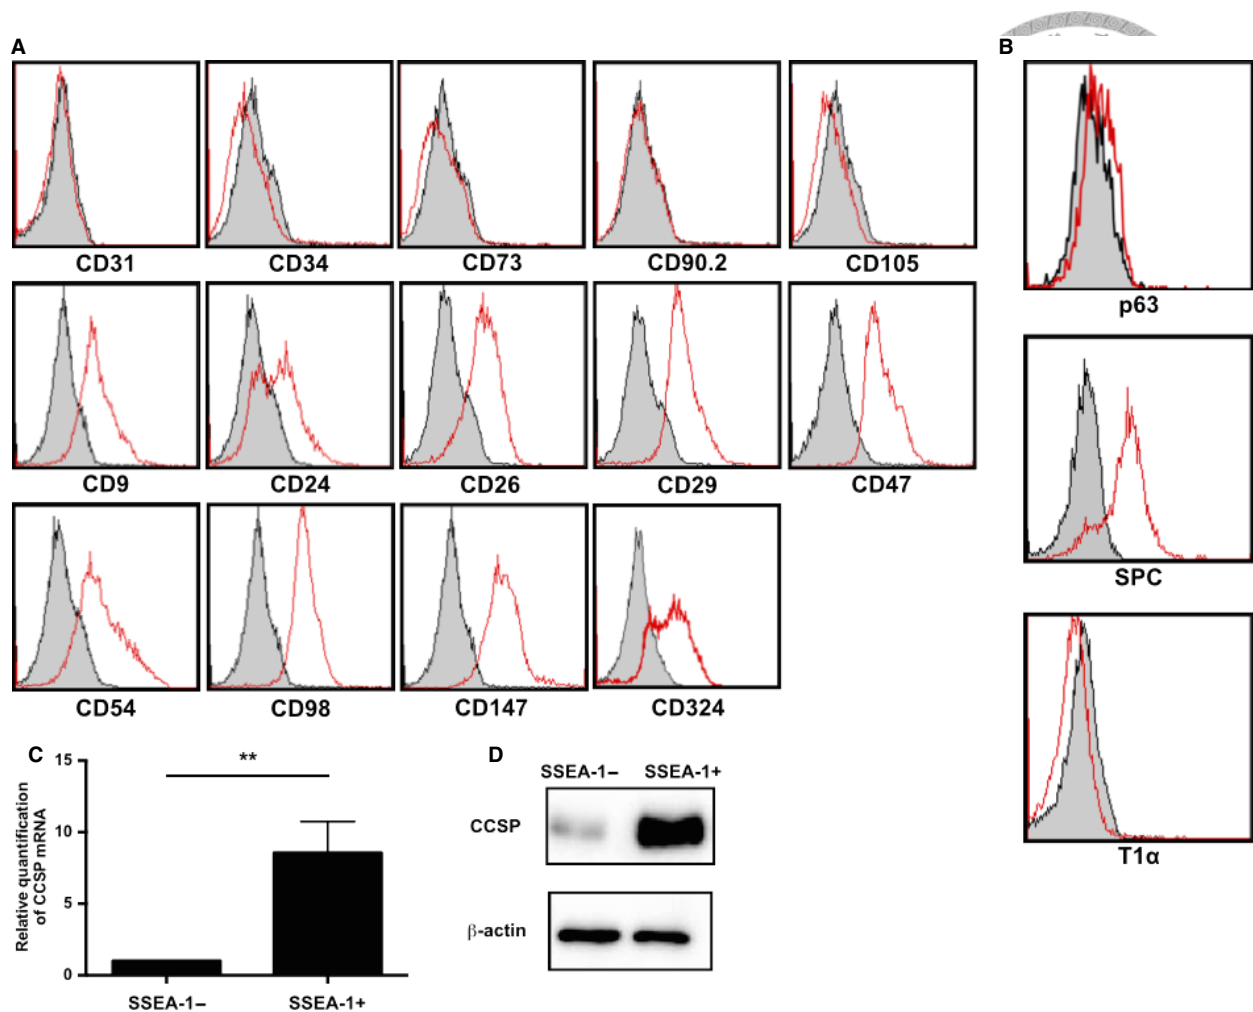 A
B
CD31
CD34
CD73
CD90.2
CD105
p63
CD9
CD24
CD26
CD29
CD47
SPC
CD54
CD98
CD147
CD324
T1α
C
Relative quantification
of CCSP mRNA
15
10
5
0
**
SSEA-1–
SSEA-1+
D
SSEA-1–
SSEA-1+
CCSP
β-actin